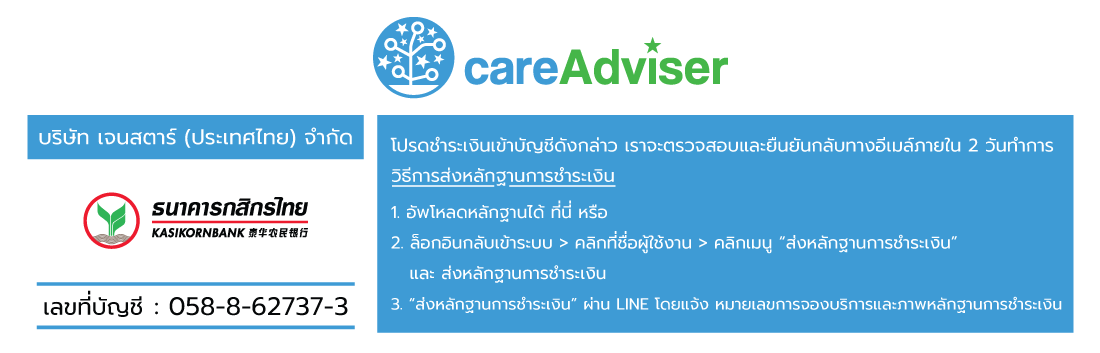 careAdviser
บริษัท เจนสตาร์ (ประเทศไทย) จำกัด
ธนาคารกสิกรไทย
KASIKORNBANK 泰华农民银行
เลขที่บัญชี : 058-8-62737-3
โปรดชำระเงินเข้าบัญชีดังกล่าว เราจะตรวจสอบและยืนยันกลับทางอีเมล์ภายใน 2 วันทำการ
วิธีการส่งหลักฐานการชำระเงิน
1. อัพโหลดหลักฐานได้ ที่นี่ หรือ
2. ล็อกอินกลับเข้าระบบ > คลิกที่ชื่อผู้ใช้งาน > คลิกเมนู “ส่งหลักฐานการชำระเงิน”
และ ส่งหลักฐานการชำระเงิน
3. “ส่งหลักฐานการชำระเงิน” ผ่าน LINE โดยแจ้ง หมายเลขการจองบริการและภาพหลักฐานการชำระเงิน